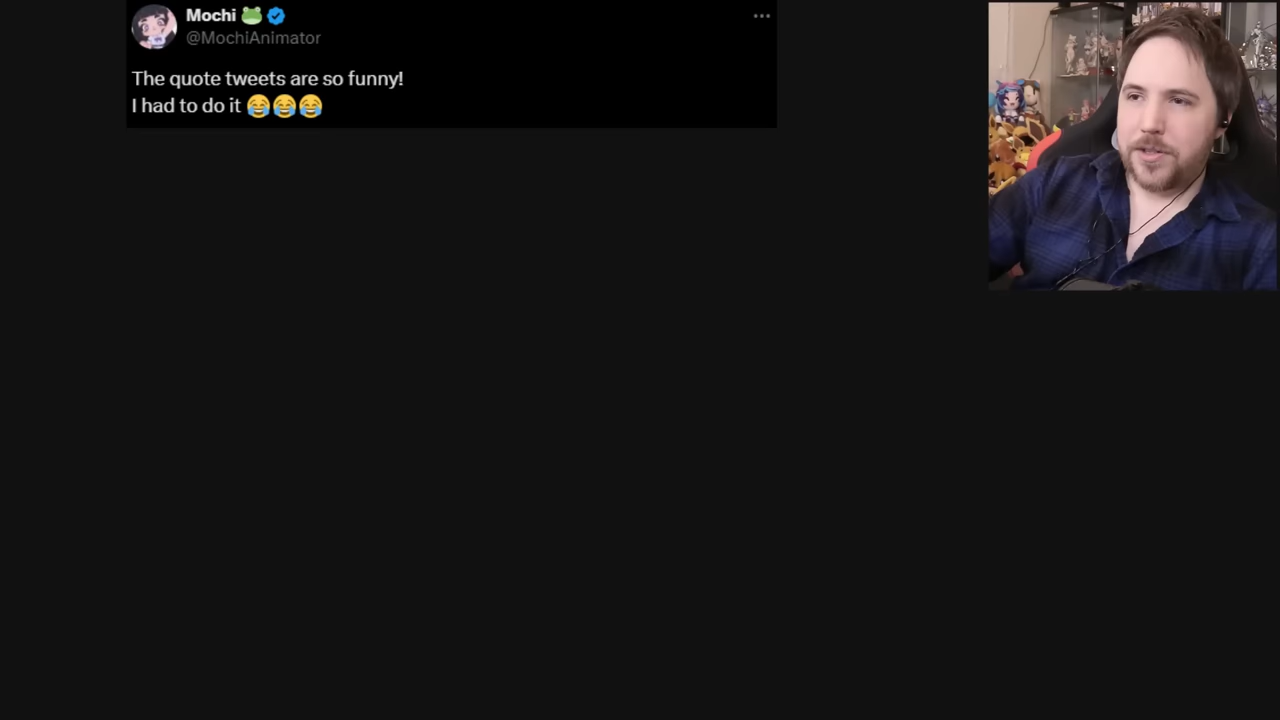 Mochi 🐸
@MochiAnimator
The quote tweets are so funny!
I had to do it 😂😂😂